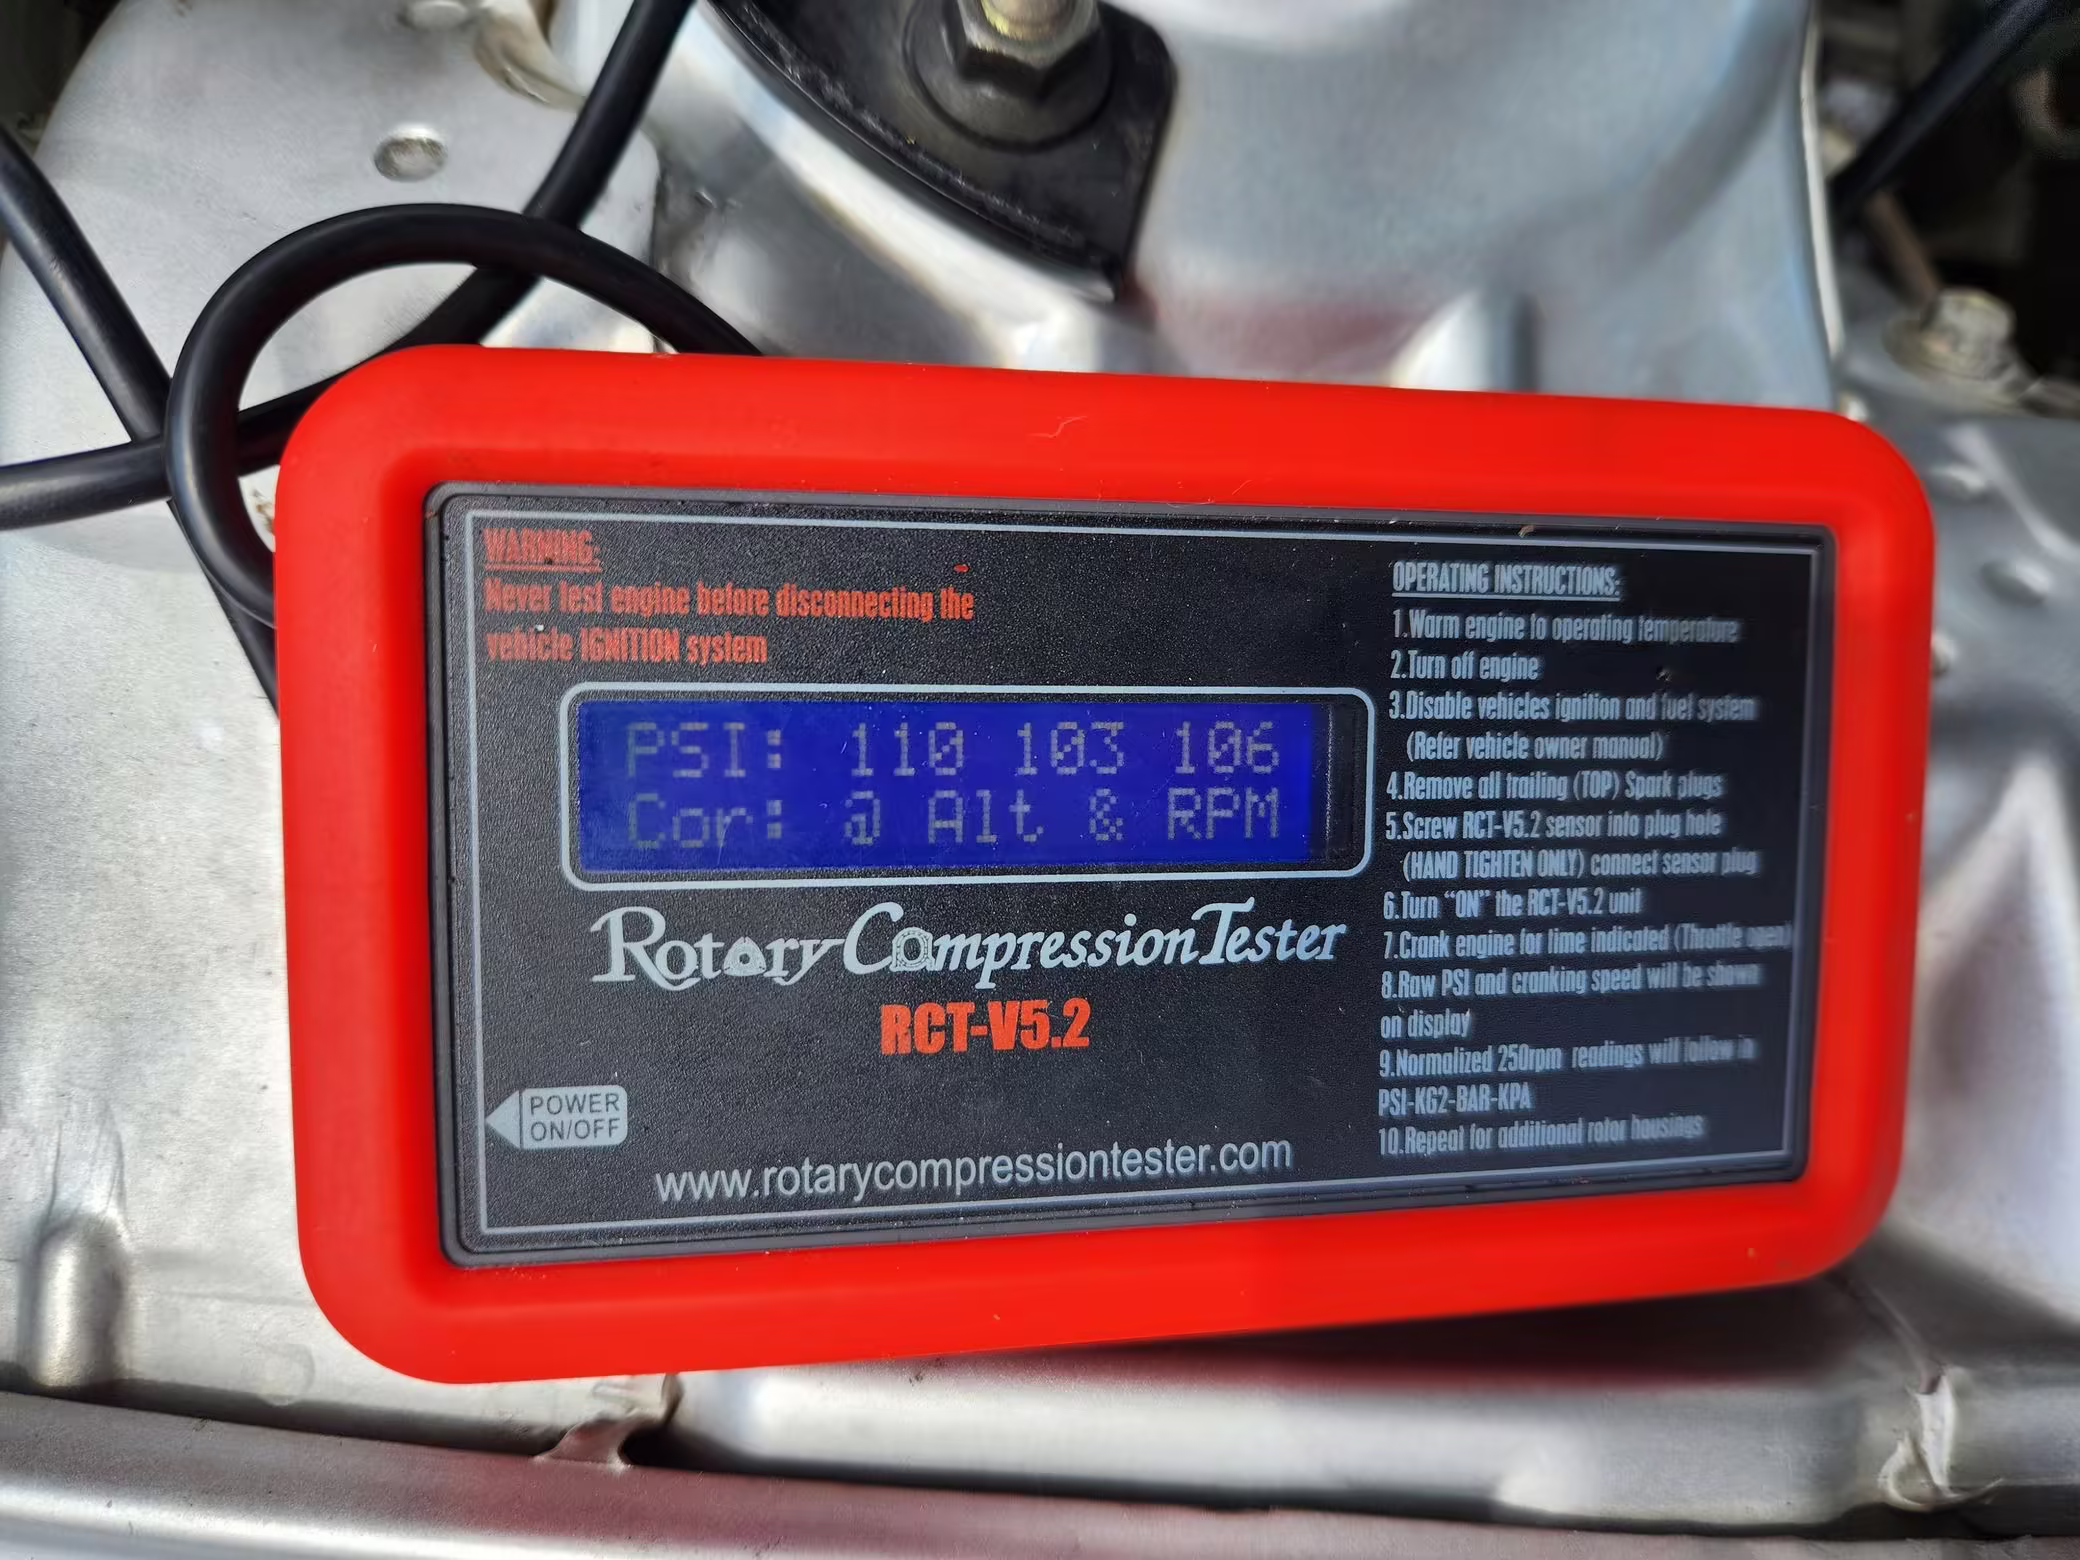 WARNING:
Never test engine before disconnecting the
vehicle IGNITION system
PSI: 110 103 106
Cor: @ Alt & RPM
Rotary Compression Tester
RCT-V5.2
POWER
ON/OFF
www.rotarycompressiontester.com
OPERATING INSTRUCTIONS:
1.Warm engine to operating temperature
2.Turn off engine
3.Disable vehicles ignition and fuel system
(Refer vehicle owner manual)
4.Remove all trailing (TOP) Spark plugs
5.Screw RCT-V5.2 sensor into plug hole
(HAND TIGHTEN ONLY) connect sensor plug
6.Turn "ON" the RCT-V5.2 unit
7.Crank engine for time indicated (Throttle open)
8.Raw PSI and cranking speed will be shown
on display
9.Normalized 250rpm readings will follow in
PSI-KG2-BAR-KPA
10.Repeat for additional rotor housings